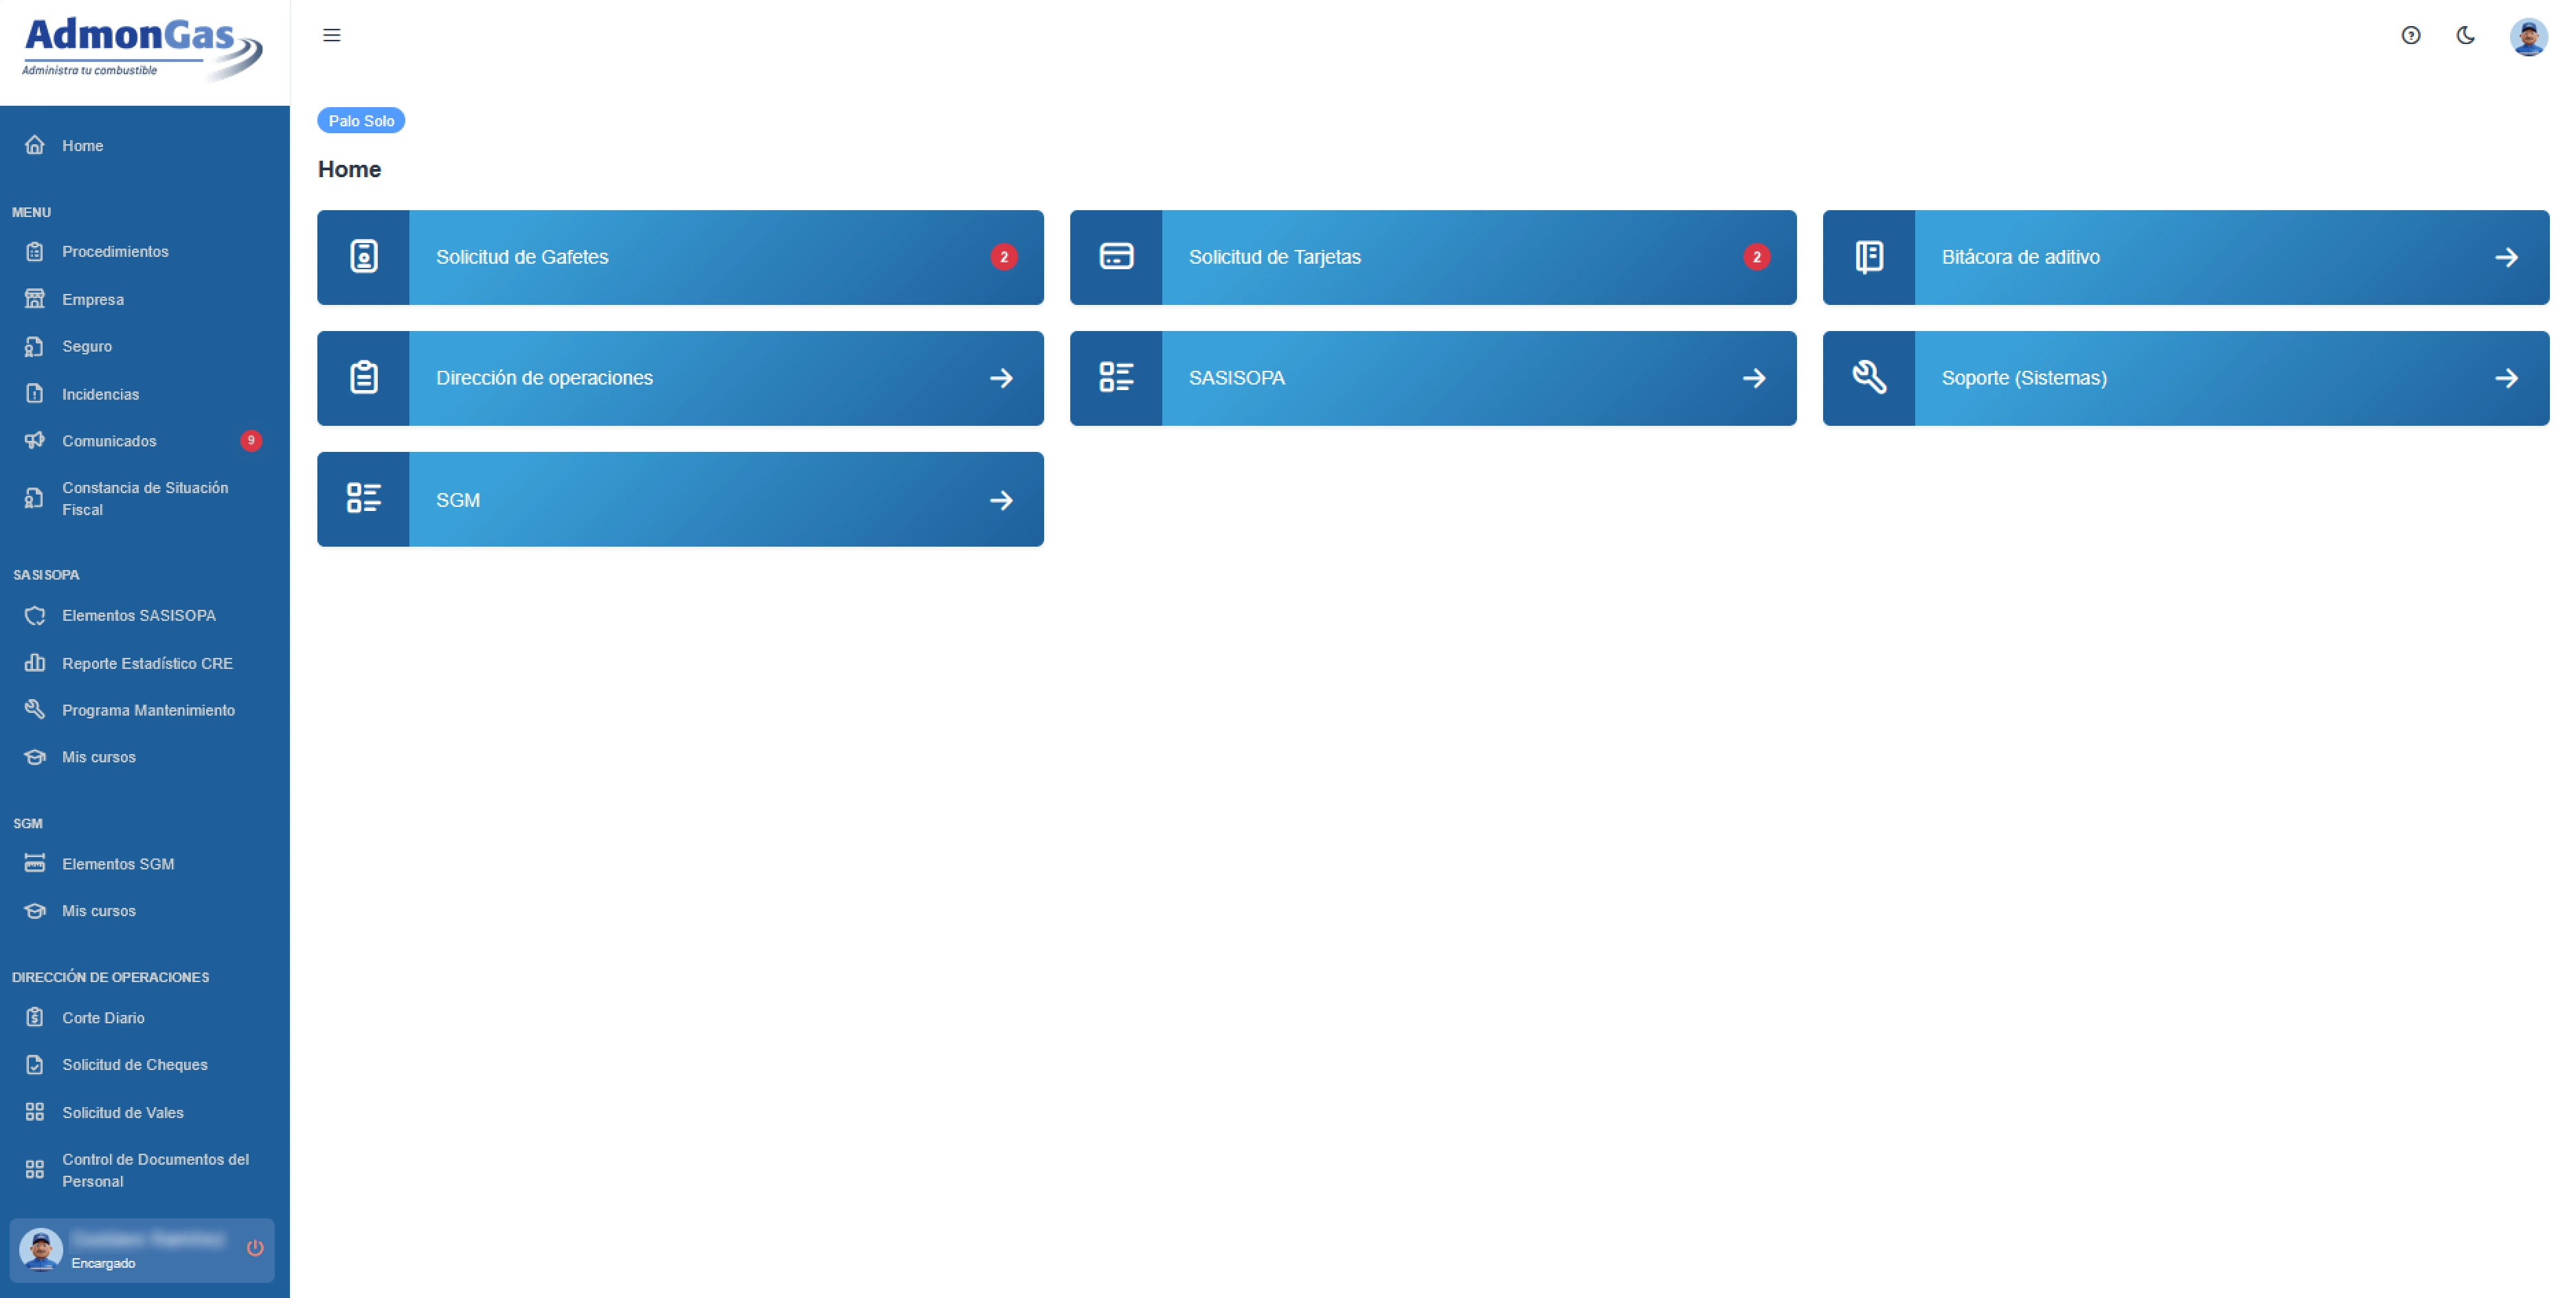 AdmonGas
Administra tu combustible
Home
MENU
Procedimientos
Empresa
Seguro
Incidencias
Comunicados 9
Constancia de Situación
Fiscal
SASISOPA
Elementos SASISOPA
Reporte Estadístico CRE
Programa Mantenimiento
Mis cursos
SGM
Elementos SGM
Mis cursos
DIRECCIÓN DE OPERACIONES
Corte Diario
Solicitud de Cheques
Solicitud de Vales
Control de Documentos del
Personal
Encargado
Palo Solo
Home
Solicitud de Gafetes 2
Solicitud de Tarjetas 2
Bitácora de aditivo
Dirección de operaciones
SASISOPA
Soporte (Sistemas)
SGM